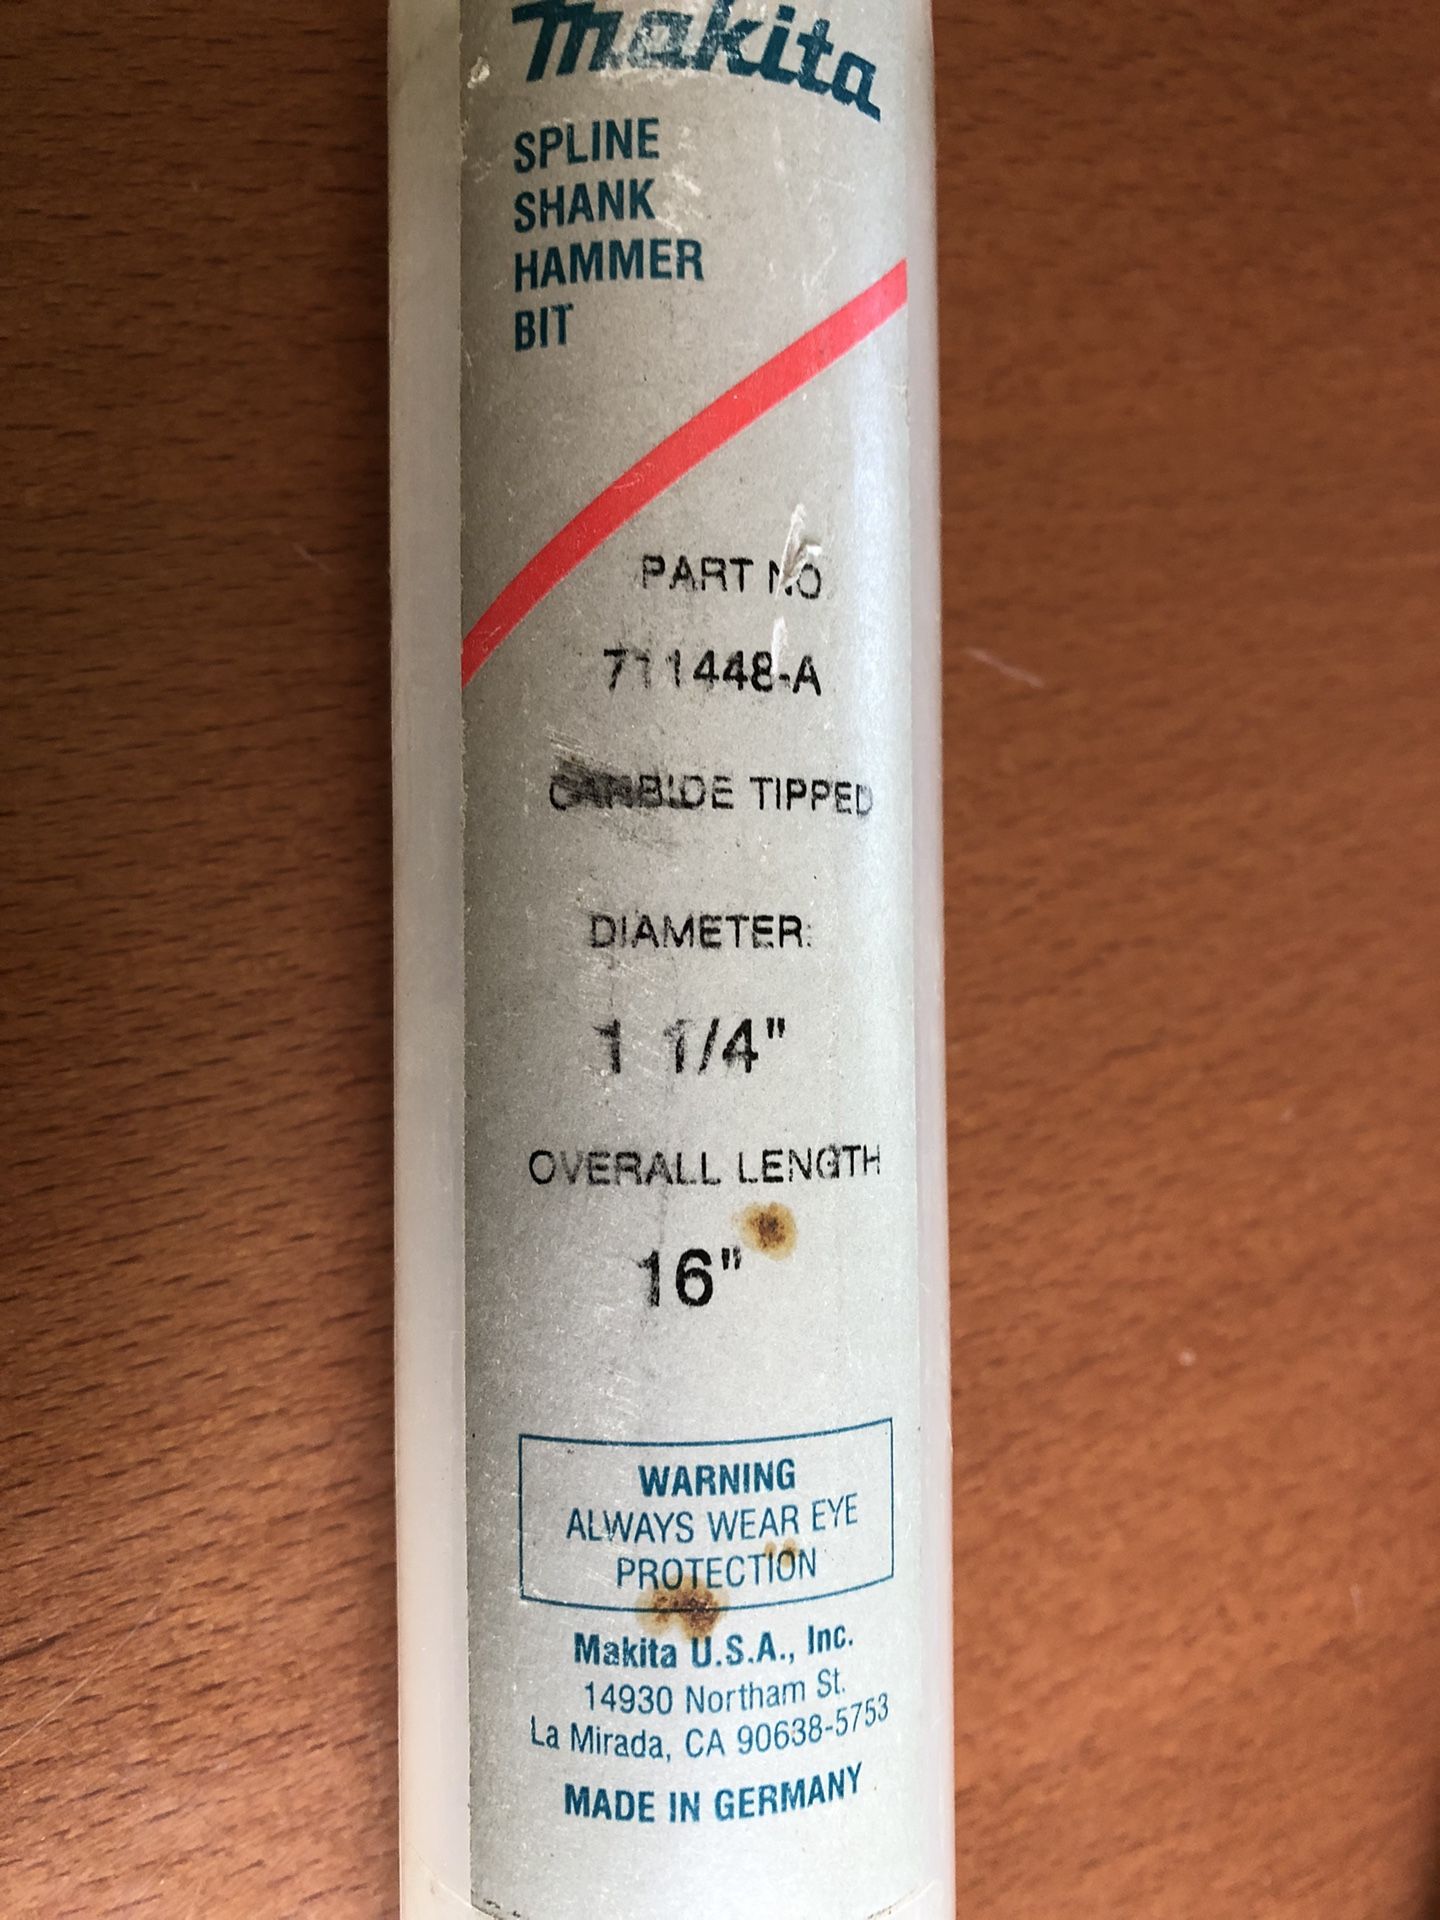 Makita
SPLINE
SHANK
HAMMER
BIT
PART NO
711448-A
CARBIDE TIPPED
DIAMETER:
1 1/4"
OVERALL LENGTH
16"
WARNING
ALWAYS WEAR EYE
PROTECTION
Makita U.S.A., Inc.
14930 Northam St.
La Mirada, CA 90638-5753
MADE IN GERMANY